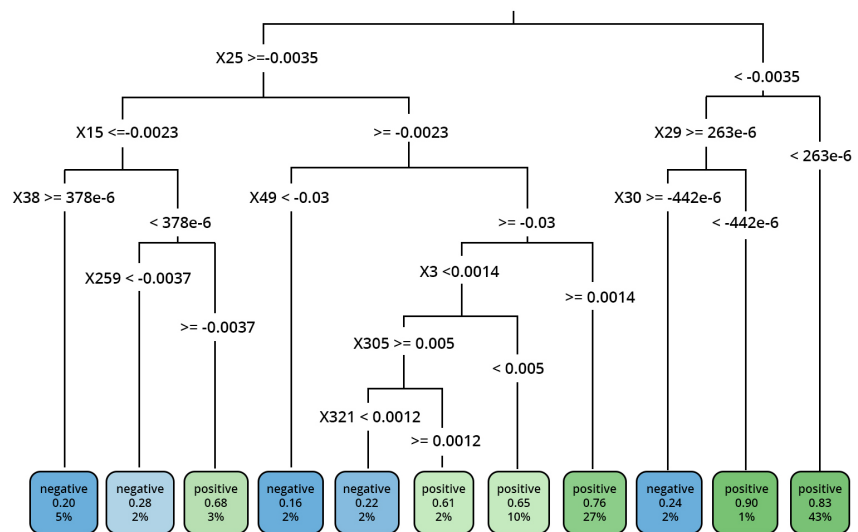 X25 >=-0.0035
< -0.0035
X15 <=-0.0023
>= -0.0023
X29 >= 263e-6
< 263e-6
X38 >= 378e-6
< 378e-6
X49 < -0.03
>= -0.03
X30 >= -442e-6
< -442e-6
X259 < -0.0037
>= -0.0037
X3 <0.0014
>= 0.0014
X305 >= 0.005
< 0.005
X321 < 0.0012
>= 0.0012
negative
0.20
5%
negative
0.28
2%
positive
0.68
3%
negative
0.16
2%
negative
0.22
2%
positive
0.61
2%
positive
0.65
10%
positive
0.76
27%
negative
0.24
2%
positive
0.90
1%
positive
0.83
43%